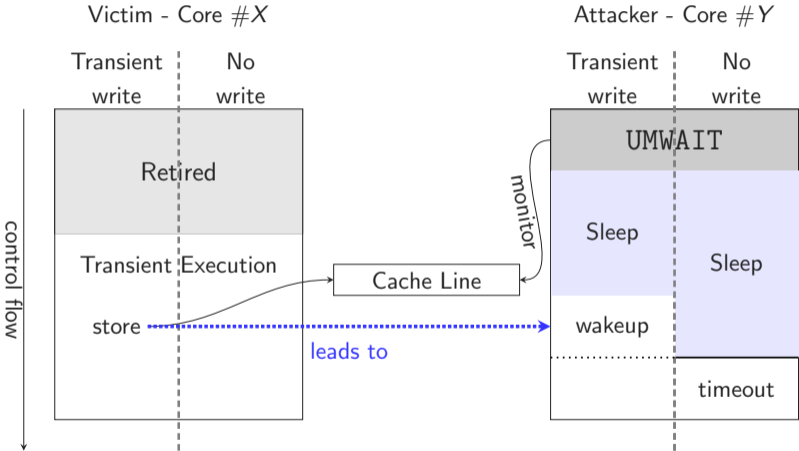 Victim - Core #X
Attacker - Core #Y
Transient
write
No
write
Transient
write
No
write
Retired
UMWAIT
monitor
Sleep
Sleep
Transient Execution
Cache Line
control flow
store
wakeup
leads to
timeout